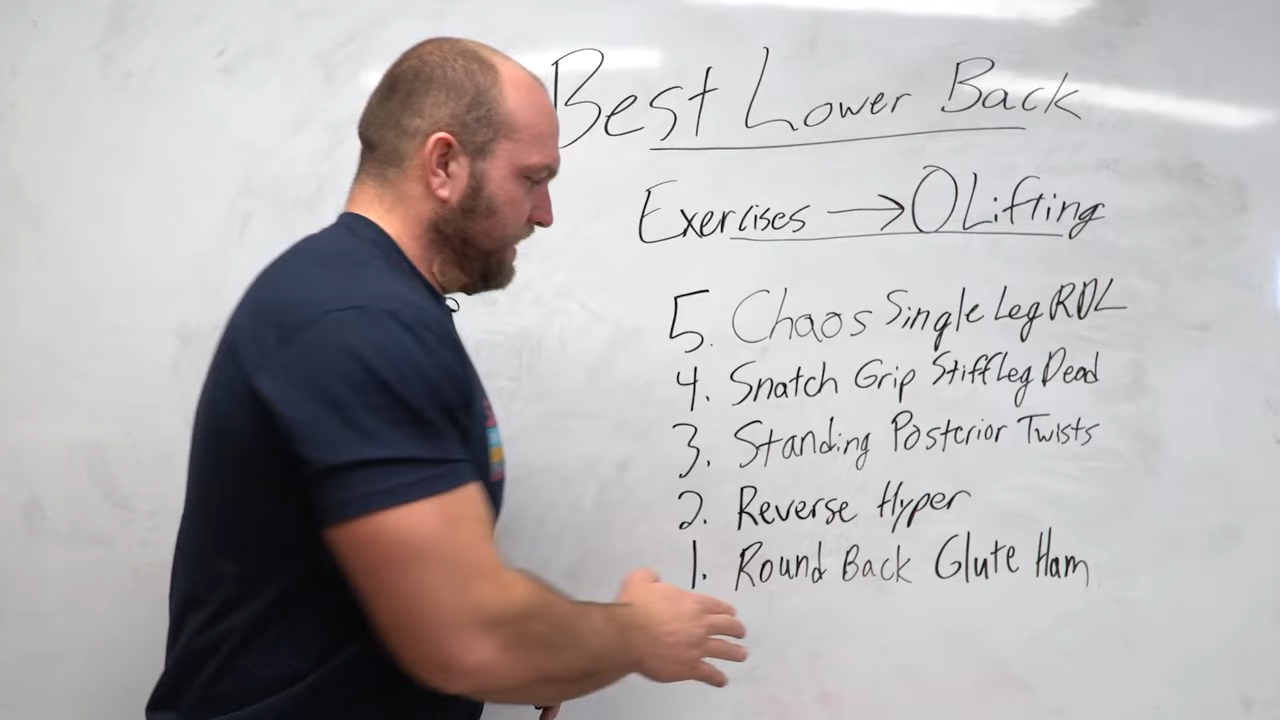 Best Lower Back
Exercises → OLifting
5. Chaos Single Leg RDL
4. Snatch Grip Stiff Leg Dead
3. Standing Posterior Twists
2. Reverse Hyper
1. Round Back Glute Ham